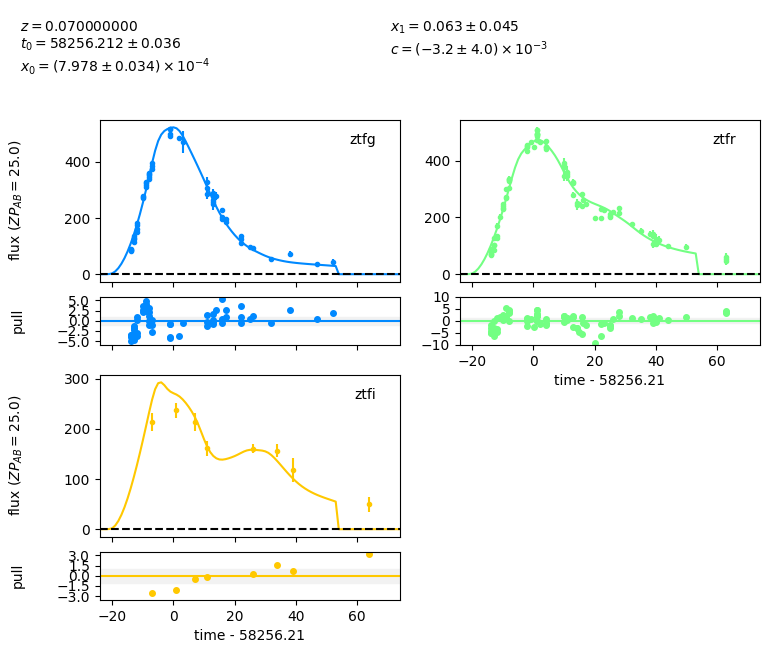 z = 0.070000000
t₀ = 58256.212 ± 0.036
x₀ = (7.978 ± 0.034) × 10⁻⁴
x₁ = 0.063 ± 0.045
c = (−3.2 ± 4.0) × 10⁻³
ztfg
flux (ZP_AB = 25.0)
400
200
0
ztfr
400
200
0
pull
5.0
2.5
0.0
−2.5
−5.0
10
5
0
−5
−10
−20 0 20 40 60
time - 58256.21
ztfi
flux (ZP_AB = 25.0)
300
200
100
0
pull
3.0
1.5
0.0
−1.5
−3.0
−20 0 20 40 60
time - 58256.21